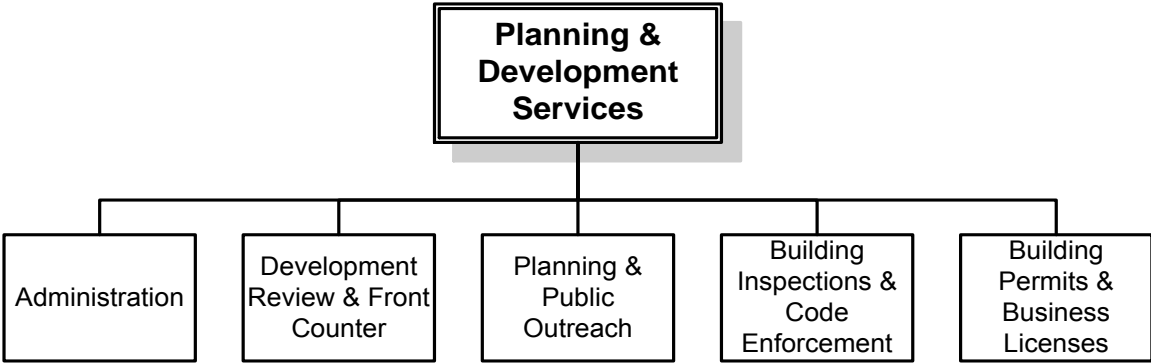 Planning &
Development
Services
Administration
Development
Review & Front
Counter
Planning &
Public
Outreach
Building
Inspections &
Code
Enforcement
Building
Permits &
Business
Licenses